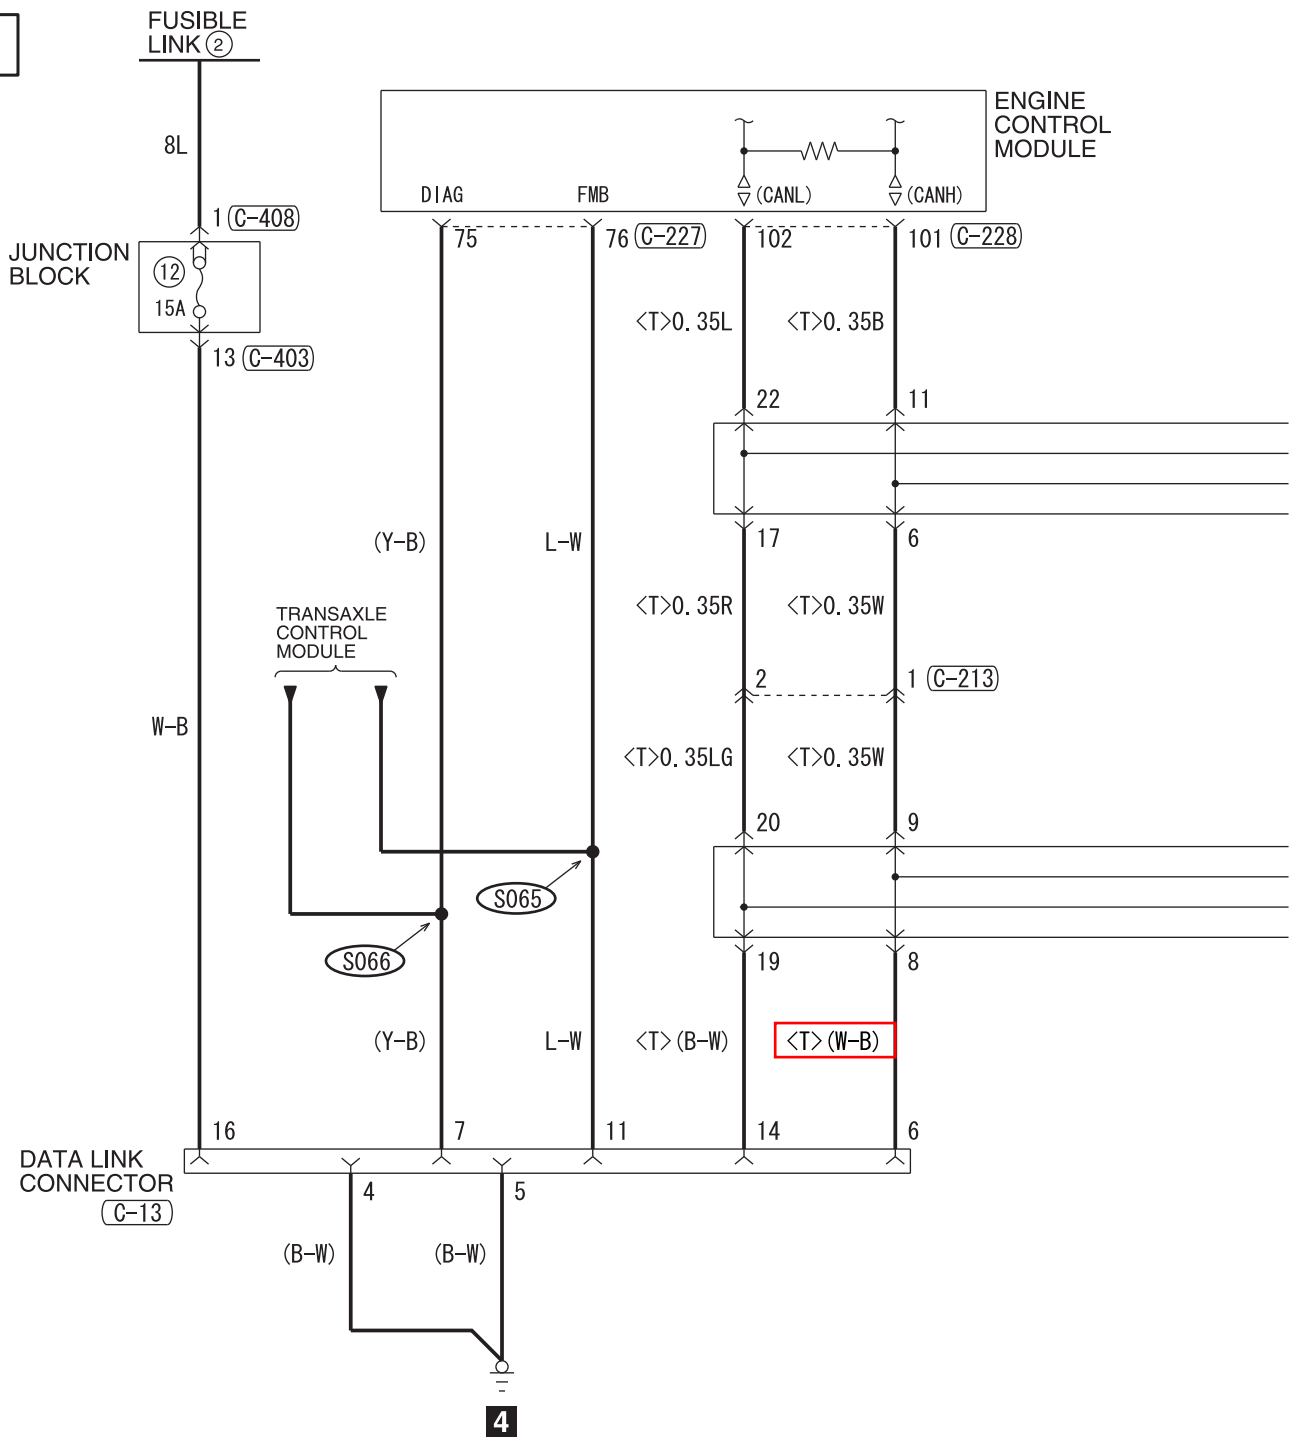 FUSIBLE
LINK 2
8L
1 C-408
JUNCTION
BLOCK
12
15A
13 C-403
ENGINE
CONTROL
MODULE
DIAG
FMB
(CANL)
(CANH)
75
76 C-227
102
101 C-228
<T>0.35L
<T>0.35B
22
11
17
6
(Y-B)
L-W
<T>0.35R
<T>0.35W
TRANSAXLE
CONTROL
MODULE
2
1 C-213
W-B
<T>0.35LG
<T>0.35W
20
9
S065
S066
19
8
(Y-B)
L-W
<T>(B-W)
<T>(W-B)
16
7
11
14
6
DATA LINK
CONNECTOR
C-13
4
5
(B-W)
(B-W)
4